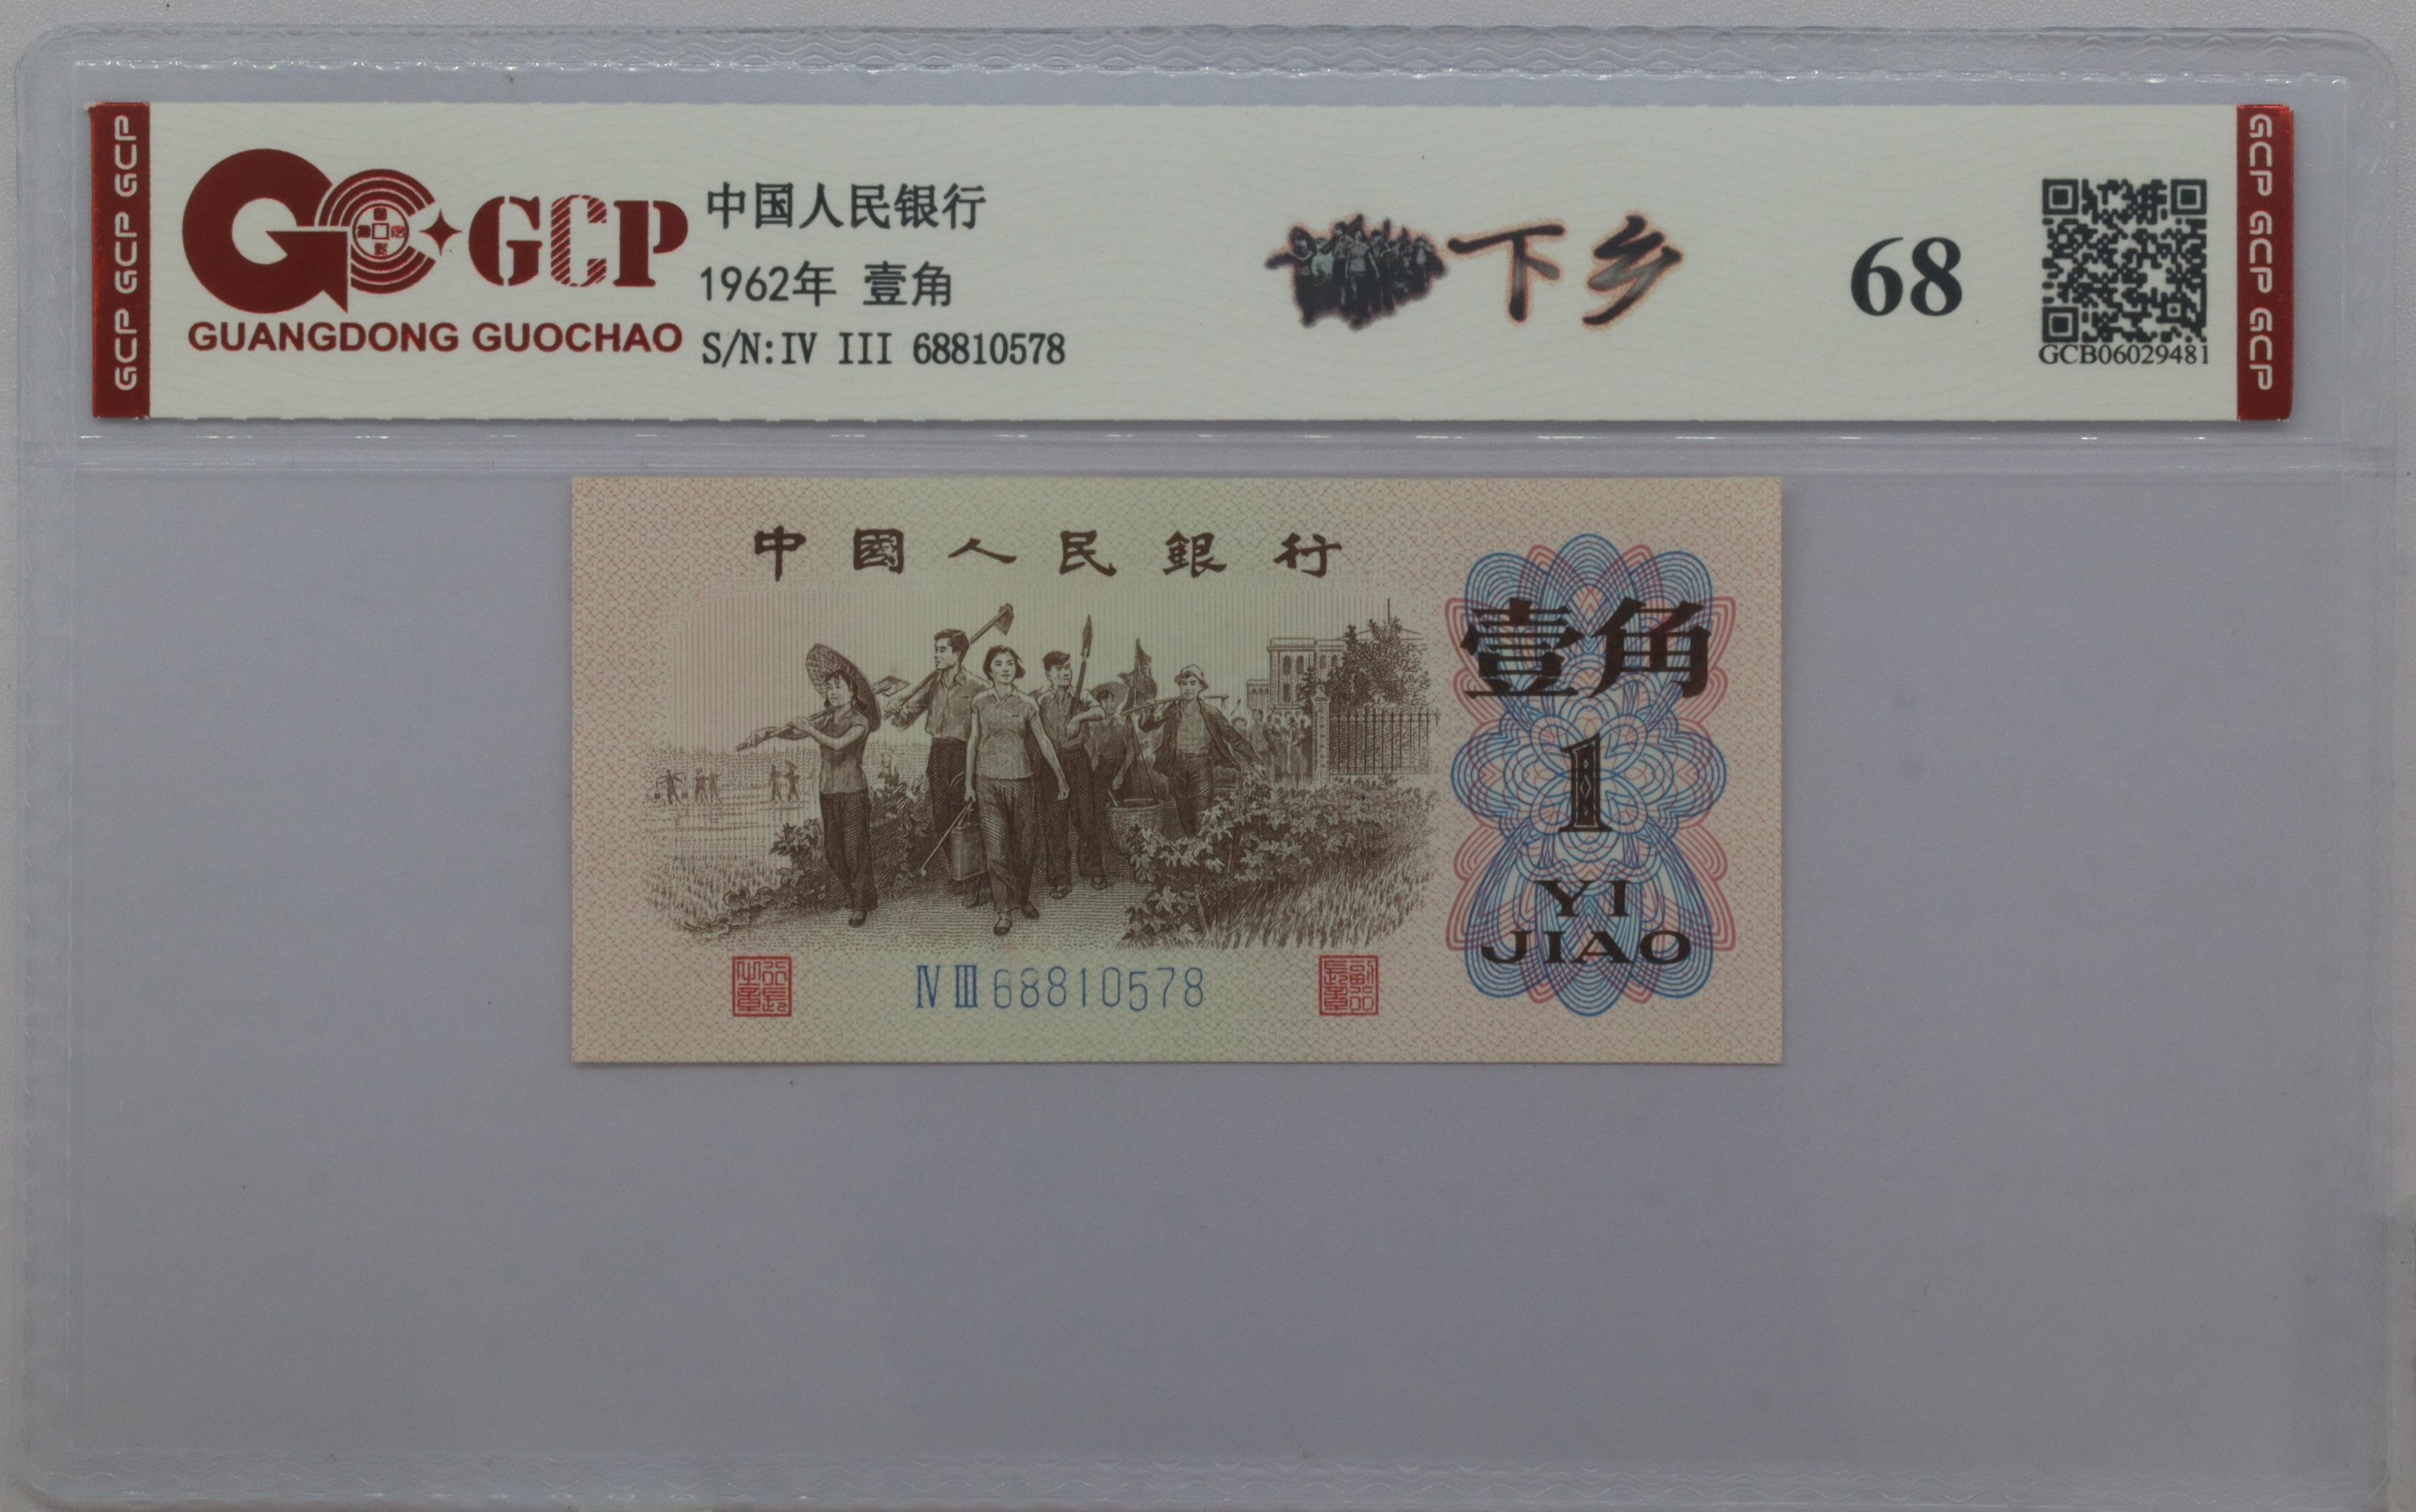 GCP GCP GCP
GCP
GUANGDONG GUOCHAO
中国人民银行
1962年 壹角
S/N:IV III 68810578
下乡
68
GCB06029481
GCP GCP GCP
中國人民銀行
壹角
1
YI
JIAO
Ⅳ Ⅲ 68810578